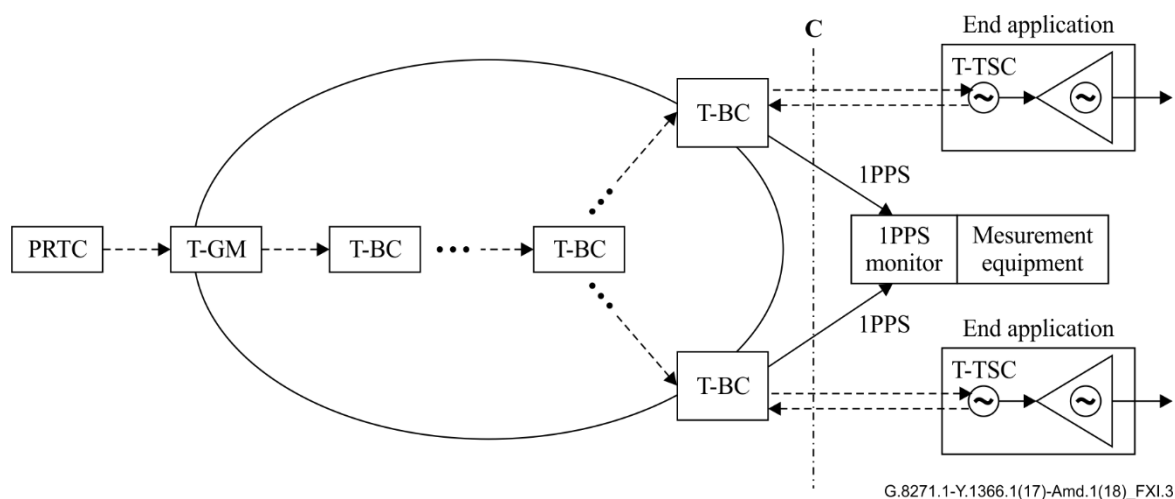 C
End application
T-TSC
T-BC
1PPS
PRTC
T-GM
T-BC
T-BC
1PPS
monitor
Mesurement
equipment
1PPS
End application
T-TSC
T-BC
G.8271.1-Y.1366.1(17)-Amd.1(18)_FXI.3